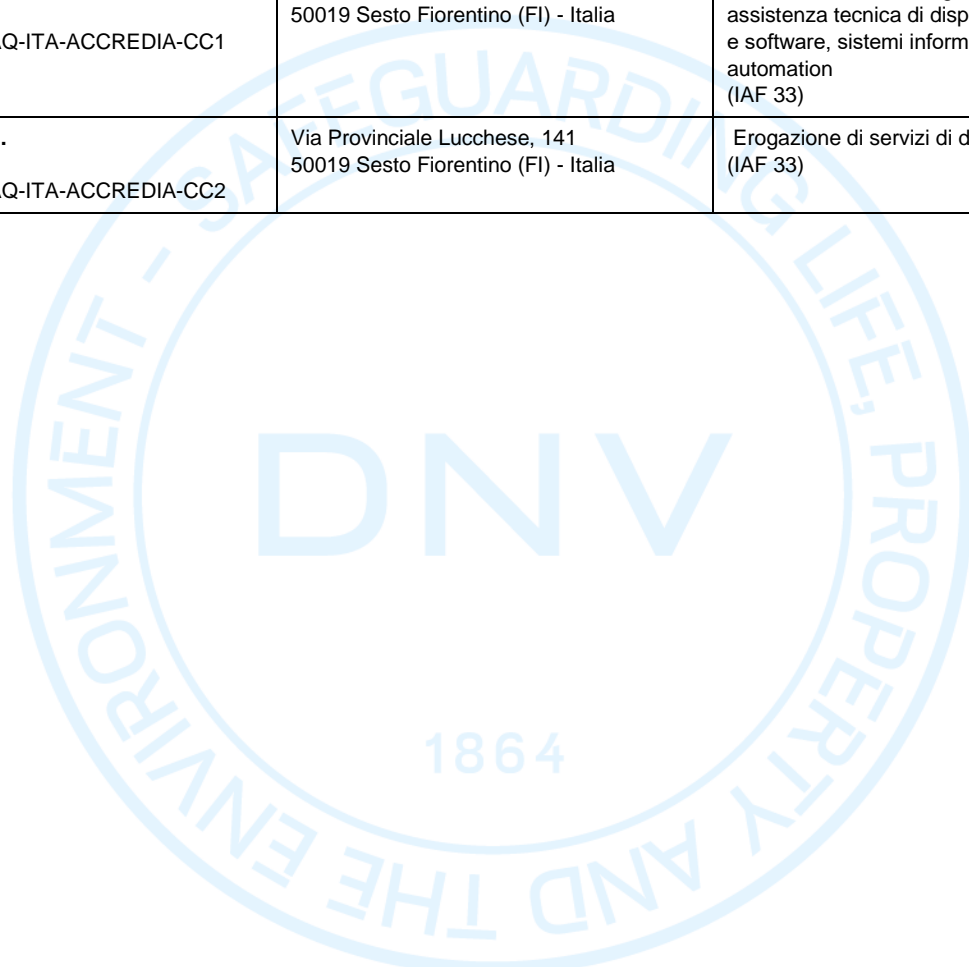 50019 Sesto Fiorentino (FI) - Italia
assistenza tecnica di disp
e software, sistemi inform
automation
(IAF 33)
Q-ITA-ACCREDIA-CC1
.
Via Provinciale Lucchese, 141
50019 Sesto Fiorentino (FI) - Italia
Erogazione di servizi di d
(IAF 33)
Q-ITA-ACCREDIA-CC2
SAFEGUARDING LIFE, PROPERTY AND THE ENVIRONMENT -
DNV
1864